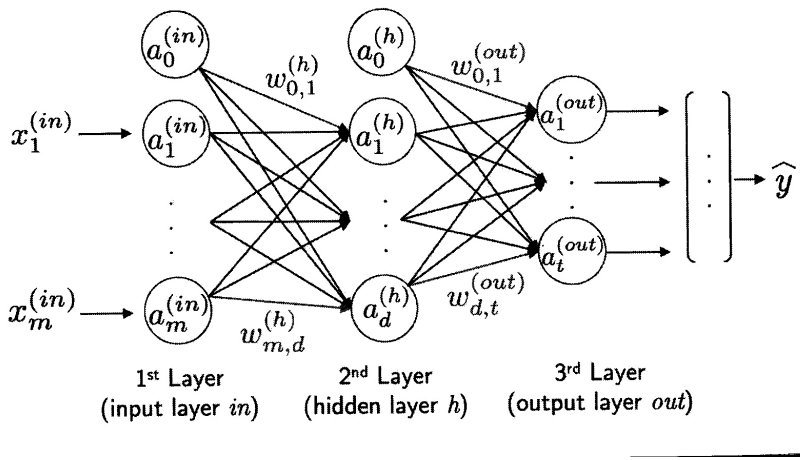 a_0^{(in)} a_0^{(h)}
w_{0,1}^{(h)} w_{0,1}^{(out)}
x_1^{(in)} a_1^{(in)} a_1^{(h)} a_1^{(out)}
ŷ
a_t^{(out)}
x_m^{(in)} a_m^{(in)} a_d^{(h)} w_{d,t}^{(out)}
w_{m,d}^{(h)}
1st Layer 2nd Layer 3rd Layer
(input layer in) (hidden layer h) (output layer out)